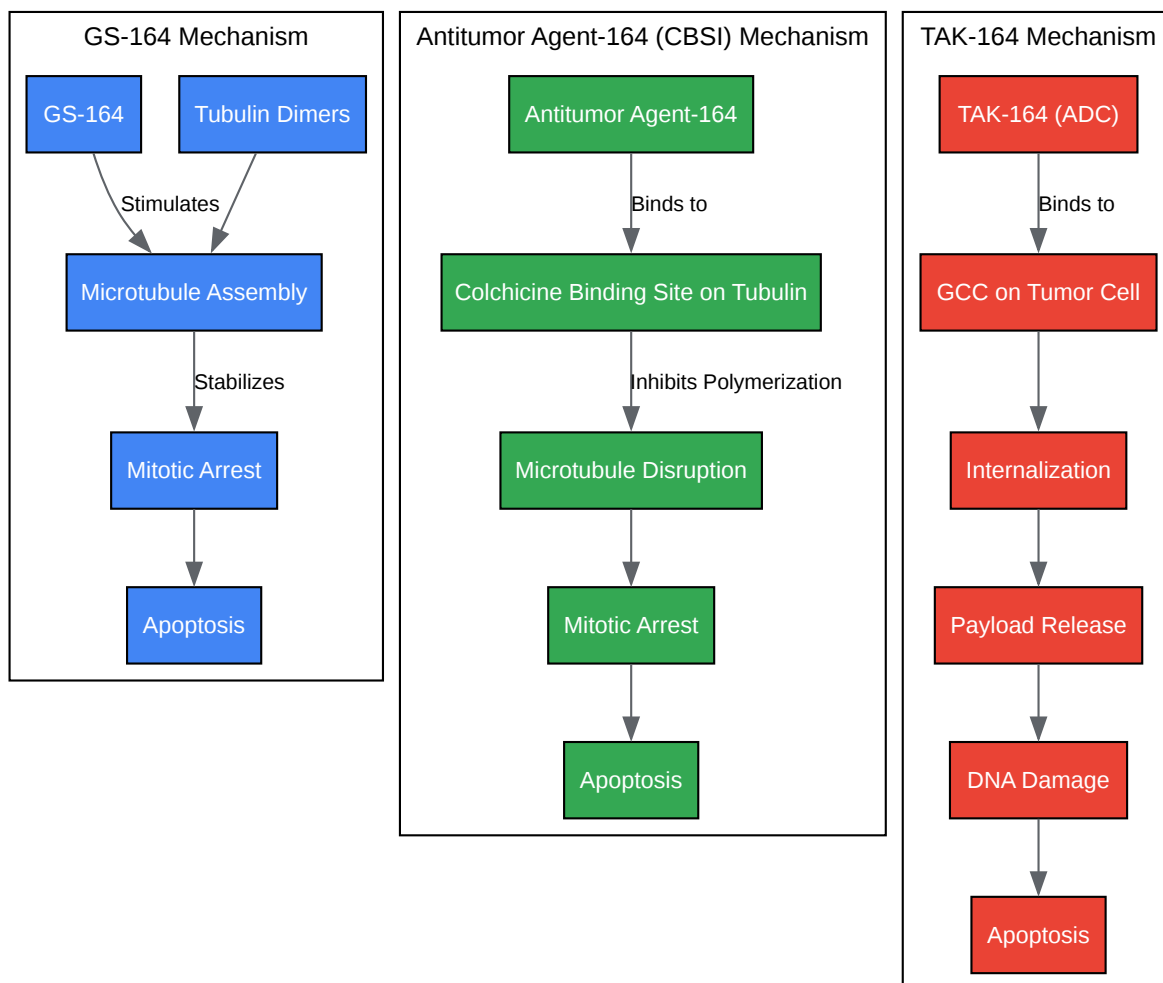 GS-164 Mechanism
GS-164
Tubulin Dimers
Stimulates
Microtubule Assembly
Stabilizes
Mitotic Arrest
Apoptosis
Antitumor Agent-164 (CBSI) Mechanism
Antitumor Agent-164
Binds to
Colchicine Binding Site on Tubulin
Inhibits Polymerization
Microtubule Disruption
Mitotic Arrest
Apoptosis
TAK-164 Mechanism
TAK-164 (ADC)
Binds to
GCC on Tumor Cell
Internalization
Payload Release
DNA Damage
Apoptosis